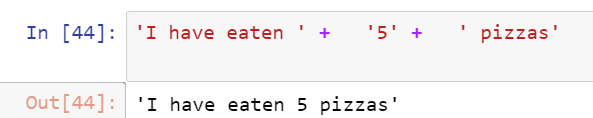 In [44]: 'I have eaten ' +   '5' +   ' pizzas'
Out[44]: 'I have eaten 5 pizzas'